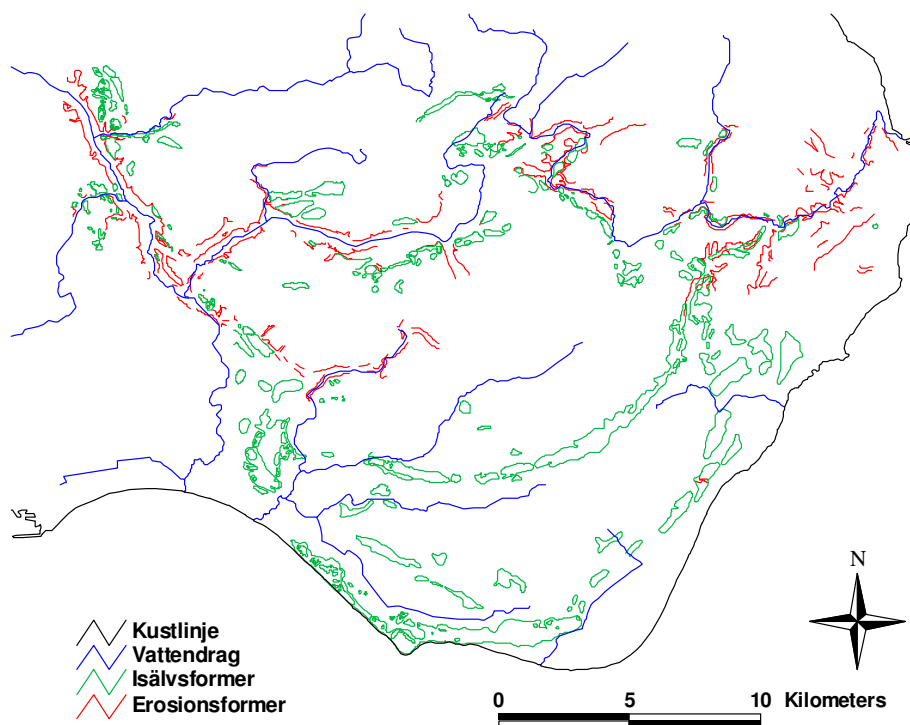 N
Kustlinje
Vattendrag
Isälvsformer
Erosionsformer
0 5 10 Kilometers